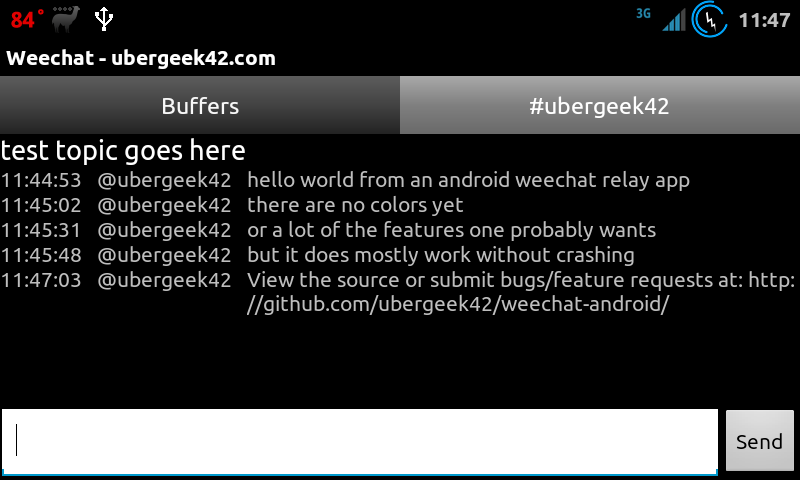 84° 3G 11:47
Weechat - ubergeek42.com
Buffers #ubergeek42
test topic goes here
11:44:53 @ubergeek42 hello world from an android weechat relay app
11:45:02 @ubergeek42 there are no colors yet
11:45:31 @ubergeek42 or a lot of the features one probably wants
11:45:48 @ubergeek42 but it does mostly work without crashing
11:47:03 @ubergeek42 View the source or submit bugs/feature requests at: http:
//github.com/ubergeek42/weechat-android/
Send